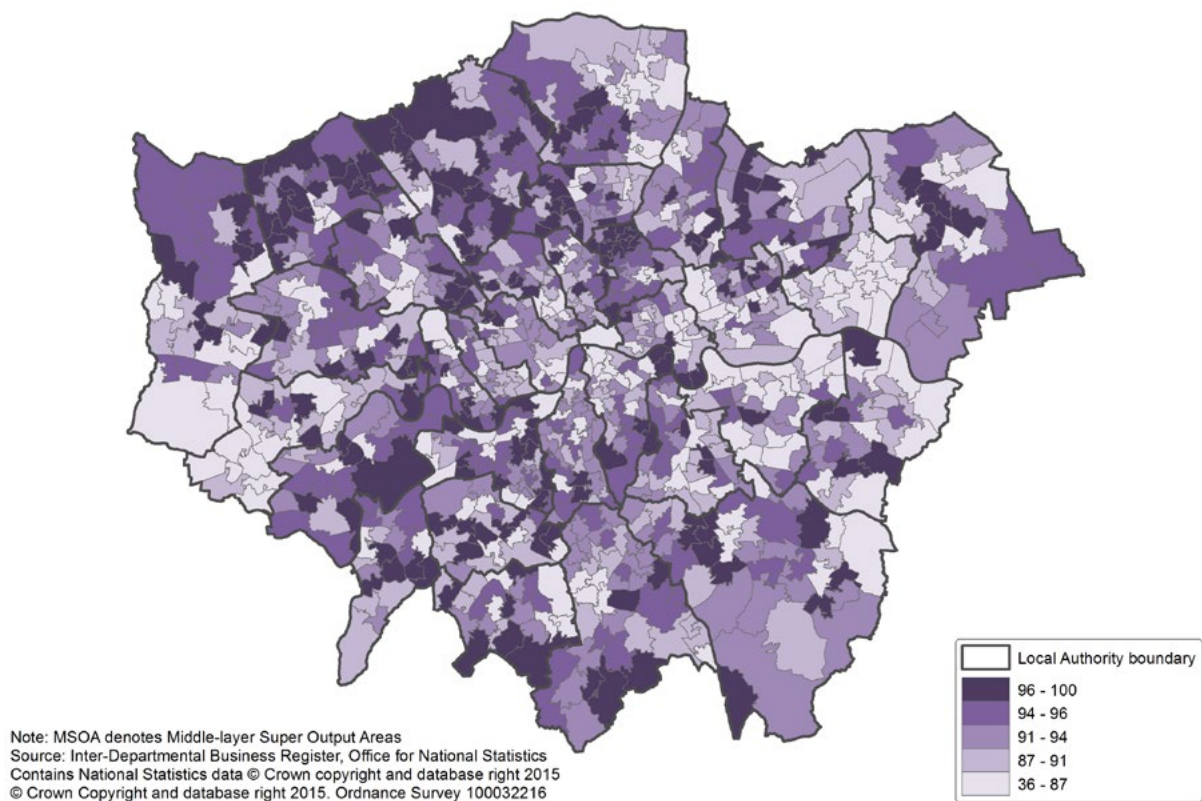 Local Authority boundary
96 - 100
94 - 96
91 - 94
87 - 91
36 - 87
Note: MSOA denotes Middle-layer Super Output Areas
Source: Inter-Departmental Business Register, Office for National Statistics
Contains National Statistics data © Crown copyright and database right 2015
© Crown Copyright and database right 2015. Ordnance Survey 100032216